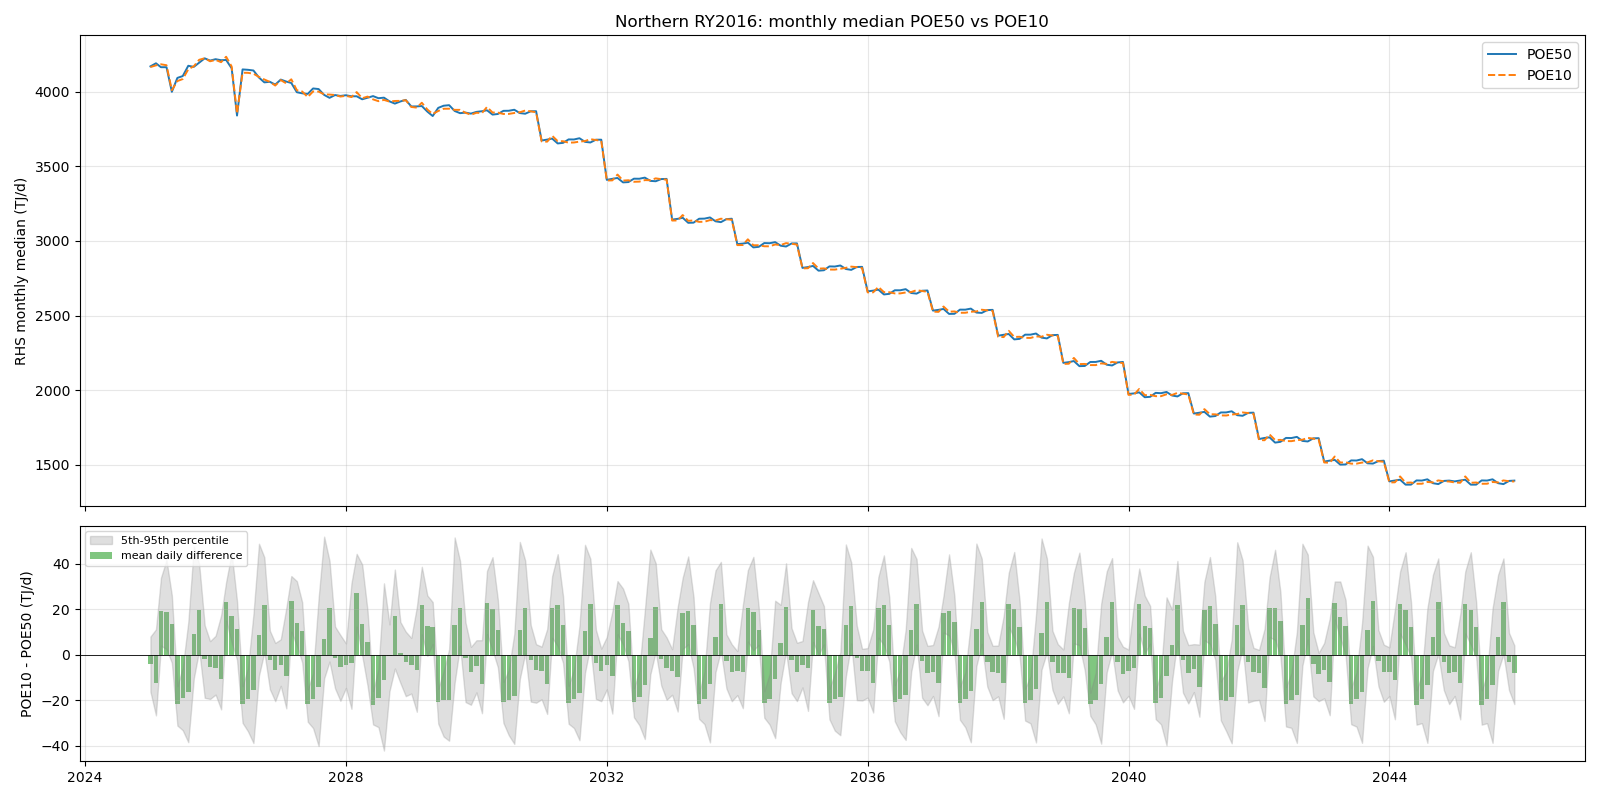 Northern RY2016: monthly median POE50 vs POE10
RHS monthly median (TJ/d)
4000
3500
3000
2500
2000
1500
POE50
POE10
POE10 - POE50 (TJ/d)
40
20
0
−20
−40
5th-95th percentile
mean daily difference
2024
2028
2032
2036
2040
2044